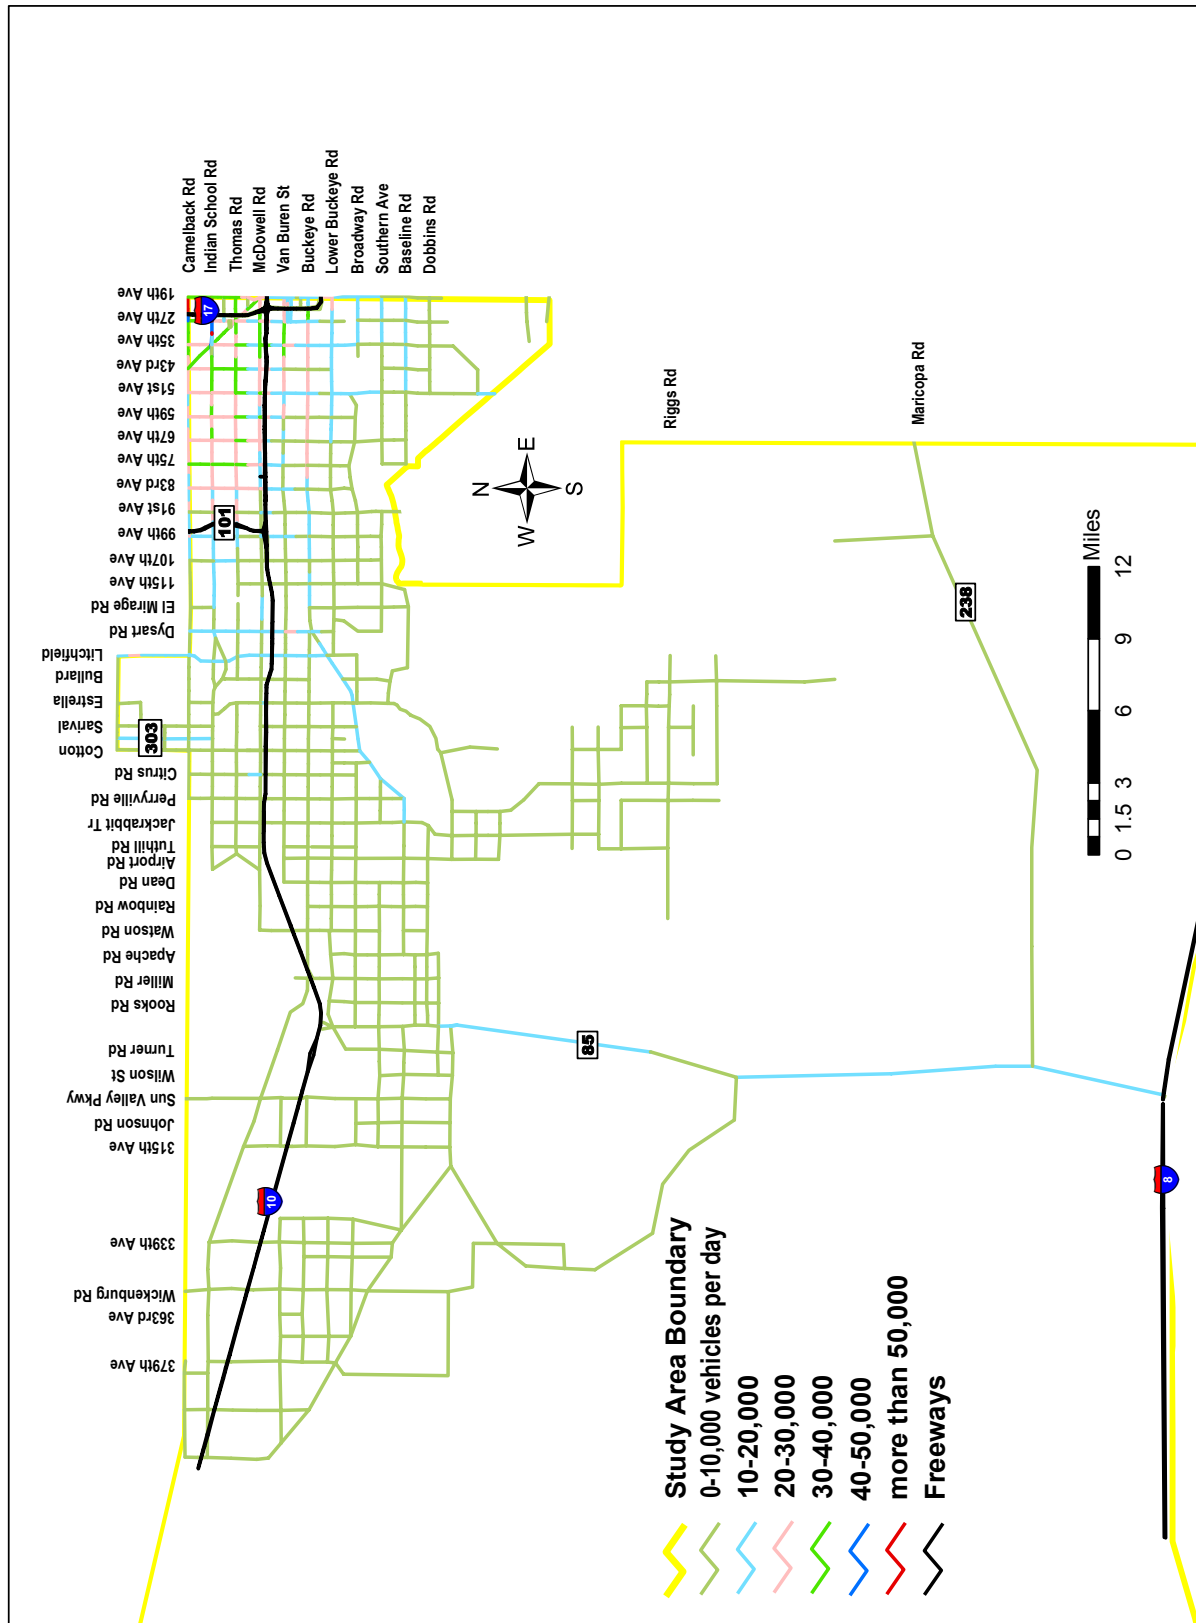 Camelback Rd
Indian School Rd
Thomas Rd
McDowell Rd
Van Buren St
Buckeye Rd
Lower Buckeye Rd
Broadway Rd
Southern Ave
Baseline Rd
Dobbins Rd
19th Ave
27th Ave
35th Ave
43rd Ave
51st Ave
59th Ave
67th Ave
75th Ave
83rd Ave
91st Ave
99th Ave
107th Ave
115th Ave
El Mirage Rd
Dysart Rd
Litchfield
Bullard
Estrella
Sarival
Cotton
Citrus Rd
Perryville Rd
Jackrabbit Tr
Tuthill Rd
Airport Rd
Dean Rd
Rainbow Rd
Watson Rd
Apache Rd
Miller Rd
Rooks Rd
Turner Rd
Wilson St
Sun Valley Pkwy
Johnson Rd
315th Ave
339th Ave
Wickenburg Rd
363rd Ave
379th Ave
17
101
303
10
85
238
8
Riggs Rd
Maricopa Rd
N
E
S
W
0 1.5 3 6 9 12
Miles
Study Area Boundary
0-10,000 vehicles per day
10-20,000
20-30,000
30-40,000
40-50,000
more than 50,000
Freeways